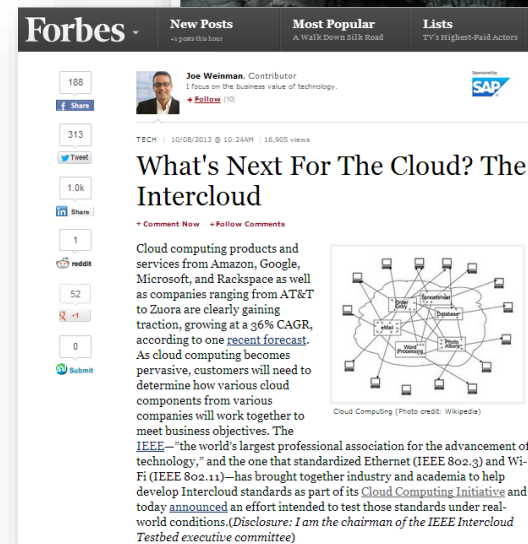 Forbes
New Posts
+1 posts this hour
Most Popular
A Walk Down Silk Road
Lists
TV's Highest-Paid Actors
188
Share
313
Tweet
1.0k
Share
1
reddit
52
+1
0
Submit
Joe Weinman, Contributor
I focus on the business value of technology.
+ Follow (10)
Sponsored by
SAP
TECH | 10/08/2013 @ 10:24AM | 16,905 views
What's Next For The Cloud? The
Intercloud
+ Comment Now + Follow Comments
Cloud computing products and
services from Amazon, Google,
Microsoft, and Rackspace as well
as companies ranging from AT&T
to Zuora are clearly gaining
traction, growing at a 36% CAGR,
according to one recent forecast.
As cloud computing becomes
pervasive, customers will need to
determine how various cloud
components from various
companies will work together to
meet business objectives. The
IEEE—"the world's largest professional association for the advancement of
technology," and the one that standardized Ethernet (IEEE 802.3) and Wi-
Fi (IEEE 802.11)—has brought together industry and academia to help
develop Intercloud standards as part of its Cloud Computing Initiative and
today announced an effort intended to test those standards under real-
world conditions.(Disclosure: I am the chairman of the IEEE Intercloud
Testbed executive committee)
Order
Entry
Spreadsheet
Database
eMail
Word
Processing
Photo
Album
Cloud Computing (Photo credit: Wikipedia)